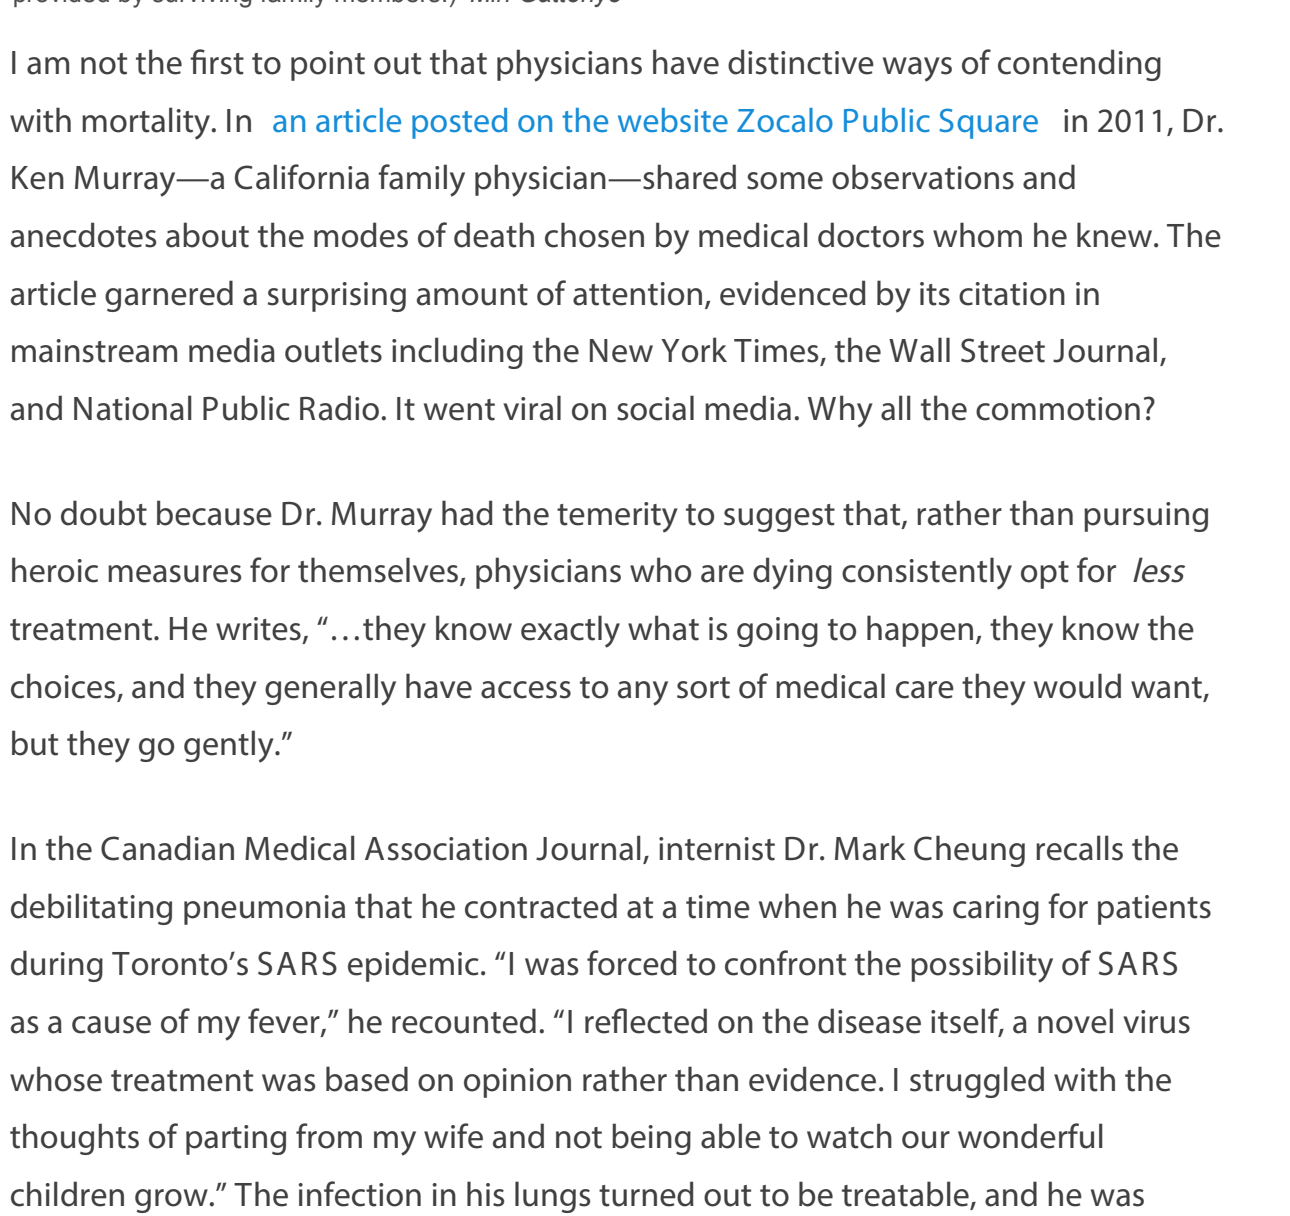 provided by surviving family members.)
I am not the first to point out that physicians have distinctive ways of contending
with mortality. In an article posted on the website Zocalo Public Square in 2011, Dr.
Ken Murray—a California family physician—shared some observations and
anecdotes about the modes of death chosen by medical doctors whom he knew. The
article garnered a surprising amount of attention, evidenced by its citation in
mainstream media outlets including the New York Times, the Wall Street Journal,
and National Public Radio. It went viral on social media. Why all the commotion?
No doubt because Dr. Murray had the temerity to suggest that, rather than pursuing
heroic measures for themselves, physicians who are dying consistently opt for less
treatment. He writes, “…they know exactly what is going to happen, they know the
choices, and they generally have access to any sort of medical care they would want,
but they go gently.”
In the Canadian Medical Association Journal, internist Dr. Mark Cheung recalls the
debilitating pneumonia that he contracted at a time when he was caring for patients
during Toronto’s SARS epidemic. “I was forced to confront the possibility of SARS
as a cause of my fever,” he recounted. “I reflected on the disease itself, a novel virus
whose treatment was based on opinion rather than evidence. I struggled with the
thoughts of parting from my wife and not being able to watch our wonderful
children grow.” The infection in his lungs turned out to be treatable, and he was